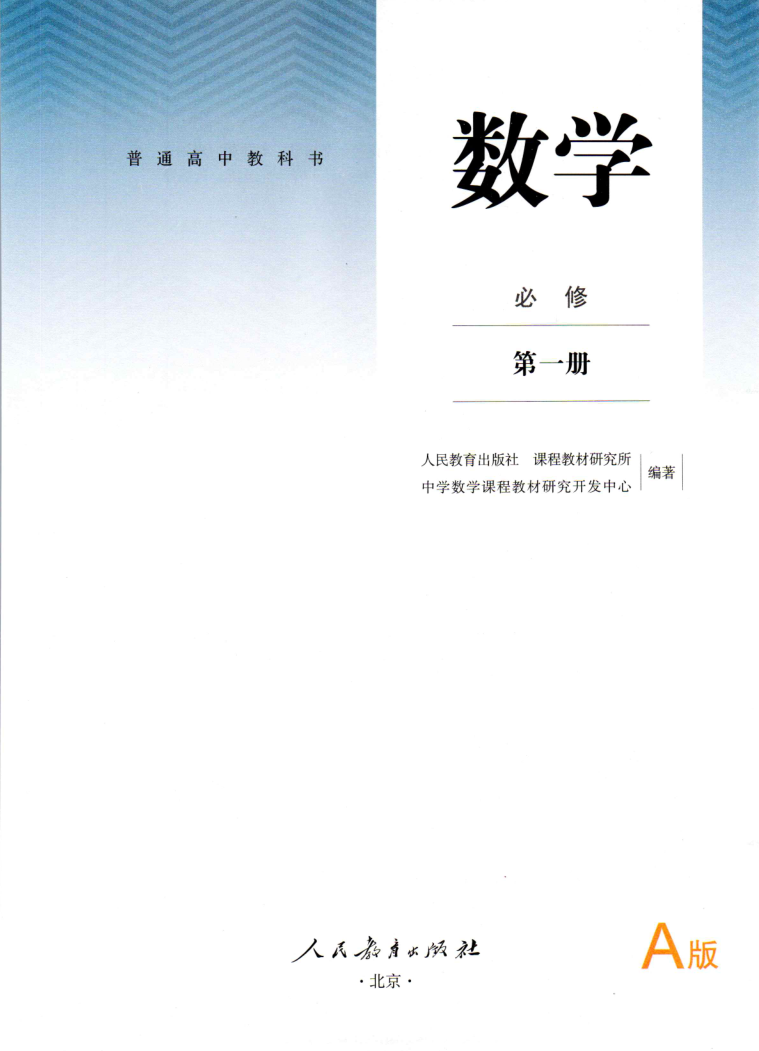 普通高中教科书
数学
必修
第一册
人民教育出版社 课程教材研究所
中学数学课程教材研究开发中心
编著
人民教育出版社
·北京·
A版